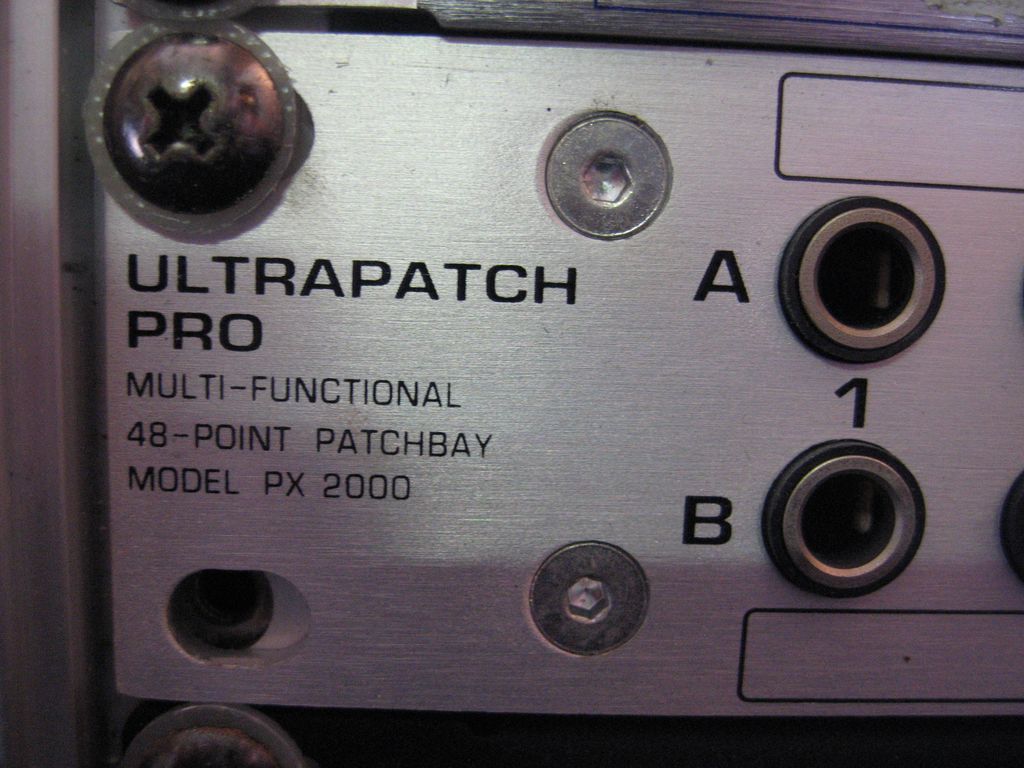 ULTRAPATCH
PRO
MULTI-FUNCTIONAL
48-POINT PATCHBAY
MODEL PX 2000
A
1
B